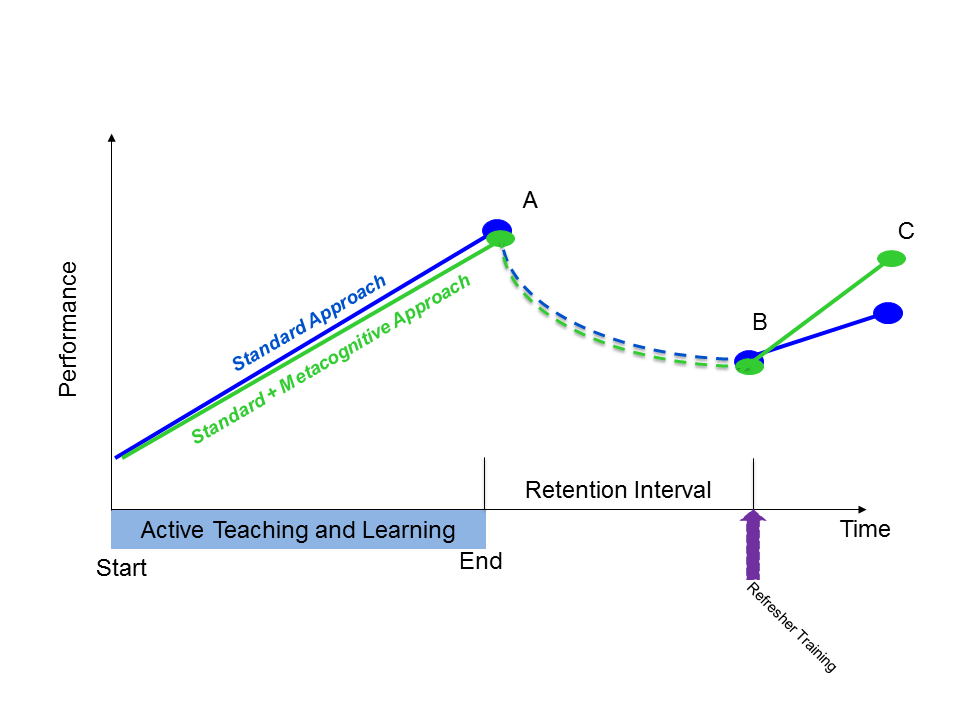 A
C
Standard Approach
B
Performance
Standard + Metacognitive Approach
Retention Interval
Active Teaching and Learning
Time
Start
End
Refresher Training